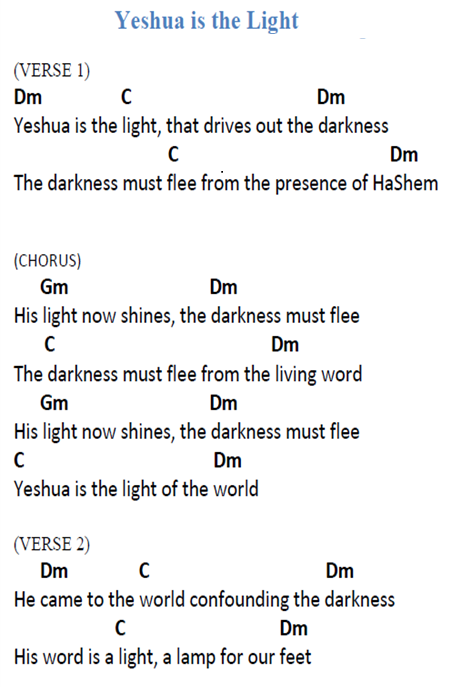 Yeshua is the Light
(VERSE 1)
Dm C Dm
Yeshua is the light, that drives out the darkness
C Dm
The darkness must flee from the presence of HaShem
(CHORUS)
Gm Dm
His light now shines, the darkness must flee
C Dm
The darkness must flee from the living word
Gm Dm
His light now shines, the darkness must flee
C Dm
Yeshua is the light of the world
(VERSE 2)
Dm C Dm
He came to the world confounding the darkness
C Dm
His word is a light, a lamp for our feet